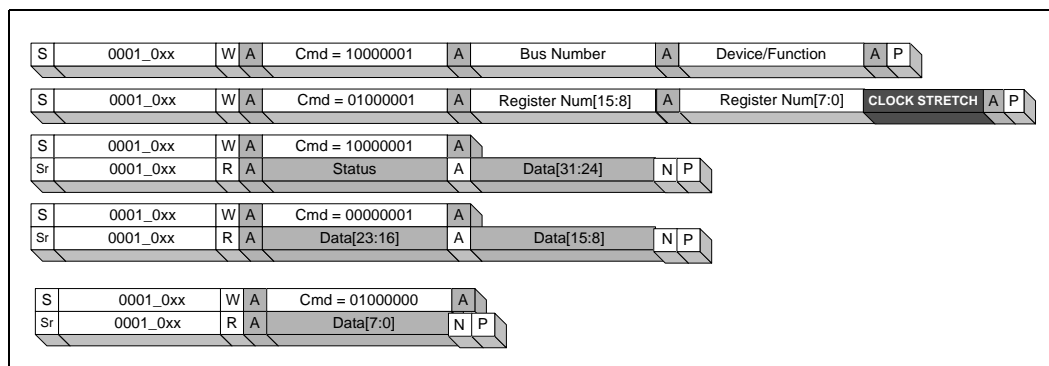 S 0001_0xx W A Cmd = 10000001 A Bus Number A Device/Function A P
S 0001_0xx W A Cmd = 01000001 A Register Num[15:8] A Register Num[7:0] CLOCK STRETCH A P
S 0001_0xx W A Cmd = 10000001 A
Sr 0001_0xx R A Status A Data[31:24] N P
S 0001_0xx W A Cmd = 00000001 A
Sr 0001_0xx R A Data[23:16] A Data[15:8] N P
S 0001_0xx W A Cmd = 01000000 A
Sr 0001_0xx R A Data[7:0] N P